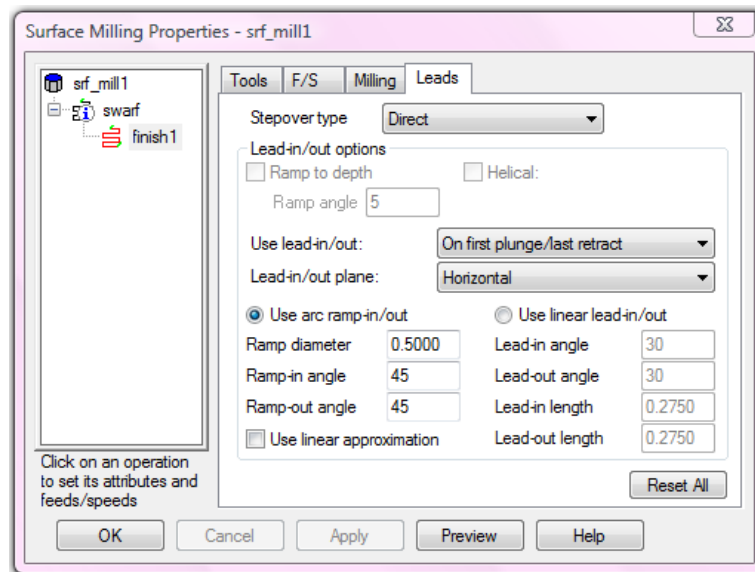 Surface Milling Properties - srf_mill1
srf_mill1
swarf
finish1
Tools F/S Milling Leads
Stepover type Direct
Lead-in/out options
Ramp to depth Helical:
Ramp angle 5
Use lead-in/out: On first plunge/last retract
Lead-in/out plane: Horizontal
Use arc ramp-in/out Use linear lead-in/out
Ramp diameter 0.5000 Lead-in angle 30
Ramp-in angle 45 Lead-out angle 30
Ramp-out angle 45 Lead-in length 0.2750
Use linear approximation Lead-out length 0.2750
Click on an operation
to set its attributes and
feeds/speeds
Reset All
OK Cancel Apply Preview Help